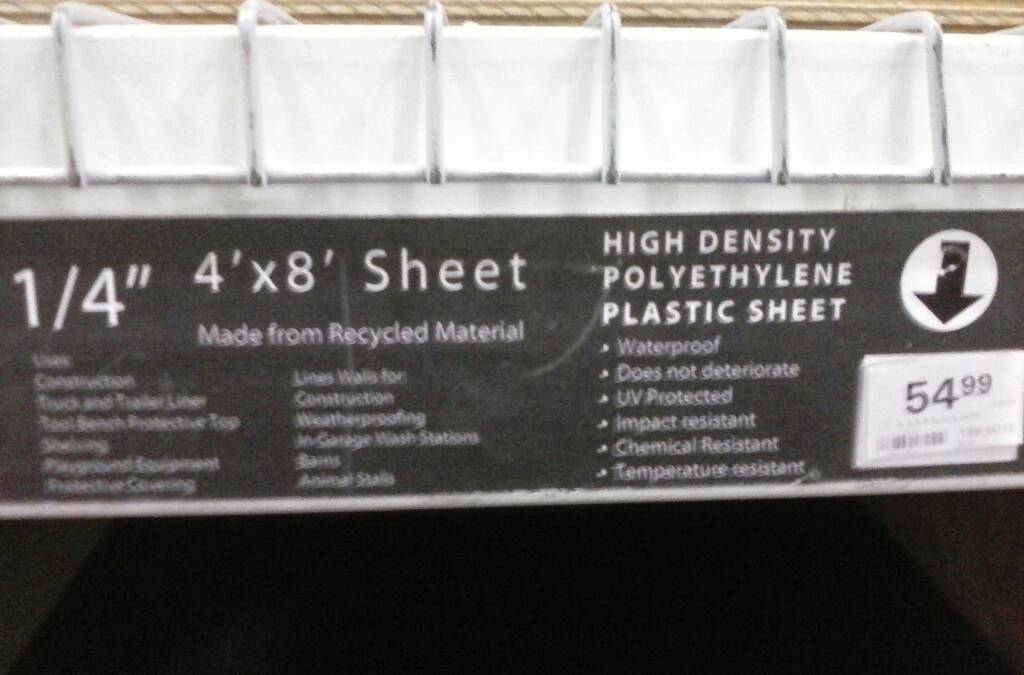 1/4"
4'x8' Sheet
Made from Recycled Material
Uses
Construction
Truck and Trailer Liner
Tool Bench Protective Top
Shelving
Playground Equipment
Protective Covering
Lines Walls for:
Construction
Weatherproofing
In-Garage Wash Stations
Barns
Animal Stalls
HIGH DENSITY
POLYETHYLENE
PLASTIC SHEET
• Waterproof
• Does not deteriorate
• UV Protected
• Impact resistant
• Chemical Resistant
• Temperature resistant
54.99